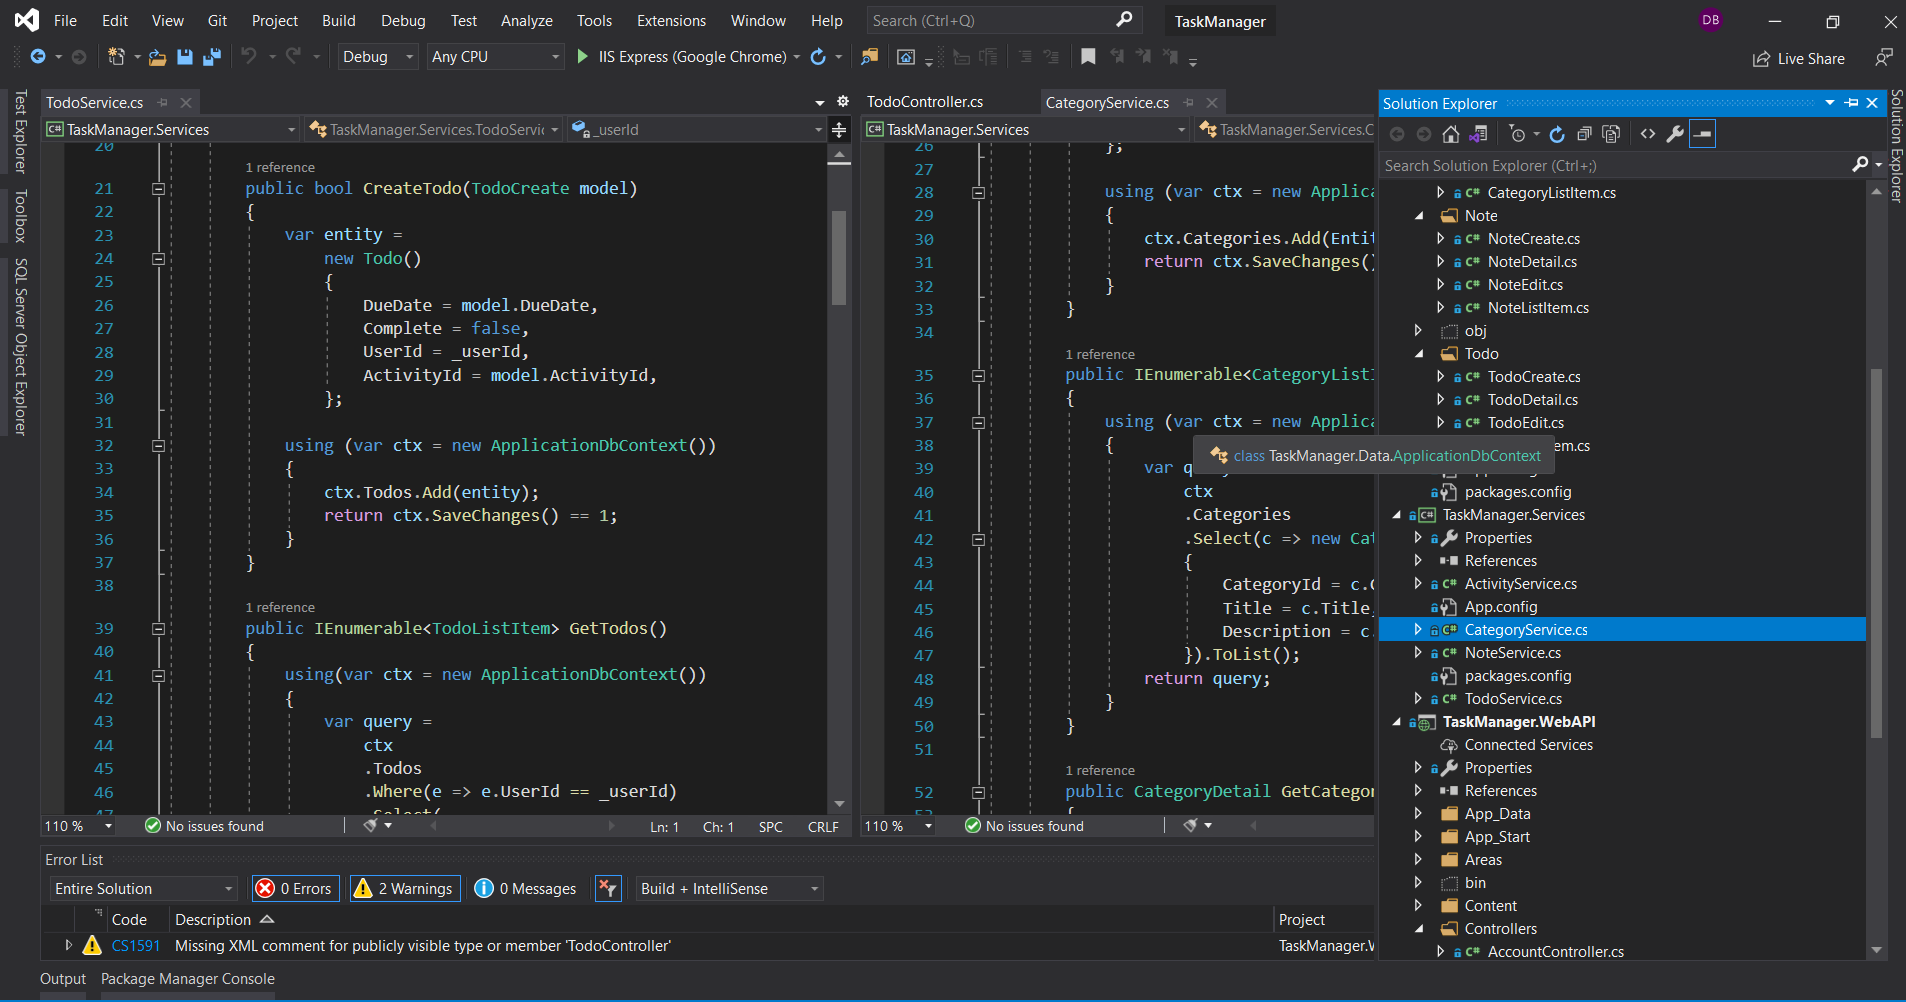 File Edit View Git Project Build Debug Test Analyze Tools Extensions Window Help Search (Ctrl+Q) TaskManager DB
Debug Any CPU IIS Express (Google Chrome) Live Share
Test Explorer
Toolbox
SQL Server Object Explorer
TodoService.cs
TaskManager.Services TaskManager.Services.TodoServic _userId
20
1 reference
21 public bool CreateTodo(TodoCreate model)
22 {
23 var entity =
24 new Todo()
25 {
26 DueDate = model.DueDate,
27 Complete = false,
28 UserId = _userId,
29 ActivityId = model.ActivityId,
30 };
31
32 using (var ctx = new ApplicationDbContext())
33 {
34 ctx.Todos.Add(entity);
35 return ctx.SaveChanges() == 1;
36 }
37 }
38
1 reference
39 public IEnumerable<TodoListItem> GetTodos()
40 {
41 using(var ctx = new ApplicationDbContext())
42 {
43 var query =
44 ctx
45 .Todos
46 .Where(e => e.UserId == _userId)
47 .Select(
110 % No issues found Ln: 1 Ch: 1 SPC CRLF
TodoController.cs CategoryService.cs
TaskManager.Services TaskManager.Services.C
26 };
27
28 using (var ctx = new Applica
29 {
30 ctx.Categories.Add(Entit
31 return ctx.SaveChanges()
32 }
33 }
34
1 reference
35 public IEnumerable<CategoryListI
36 {
37 using (var ctx = new Applica
38 {
class TaskManager.Data.ApplicationDbContext
39 var q
40 ctx
41 .Categories
42 .Select(c => new Cat
43 {
44 CategoryId = c.C
45 Title = c.Title,
46 Description = c.
47 }).ToList();
48 return query;
49 }
50 }
51
1 reference
52 public CategoryDetail GetCategor
53 {
110 % No issues found
Solution Explorer
Search Solution Explorer (Ctrl+;)
CategoryListItem.cs
Note
NoteCreate.cs
NoteDetail.cs
NoteEdit.cs
NoteListItem.cs
obj
Todo
TodoCreate.cs
TodoDetail.cs
TodoEdit.cs
em.cs
packages.config
TaskManager.Services
Properties
References
ActivityService.cs
App.config
CategoryService.cs
NoteService.cs
packages.config
TodoService.cs
TaskManager.WebAPI
Connected Services
Properties
References
App_Data
App_Start
Areas
bin
Content
Controllers
AccountController.cs
Solution Explorer
Error List
Entire Solution 0 Errors 2 Warnings 0 Messages Build + IntelliSense
Code Description Project
CS1591 Missing XML comment for publicly visible type or member 'TodoController' TaskManager.W
Output Package Manager Console